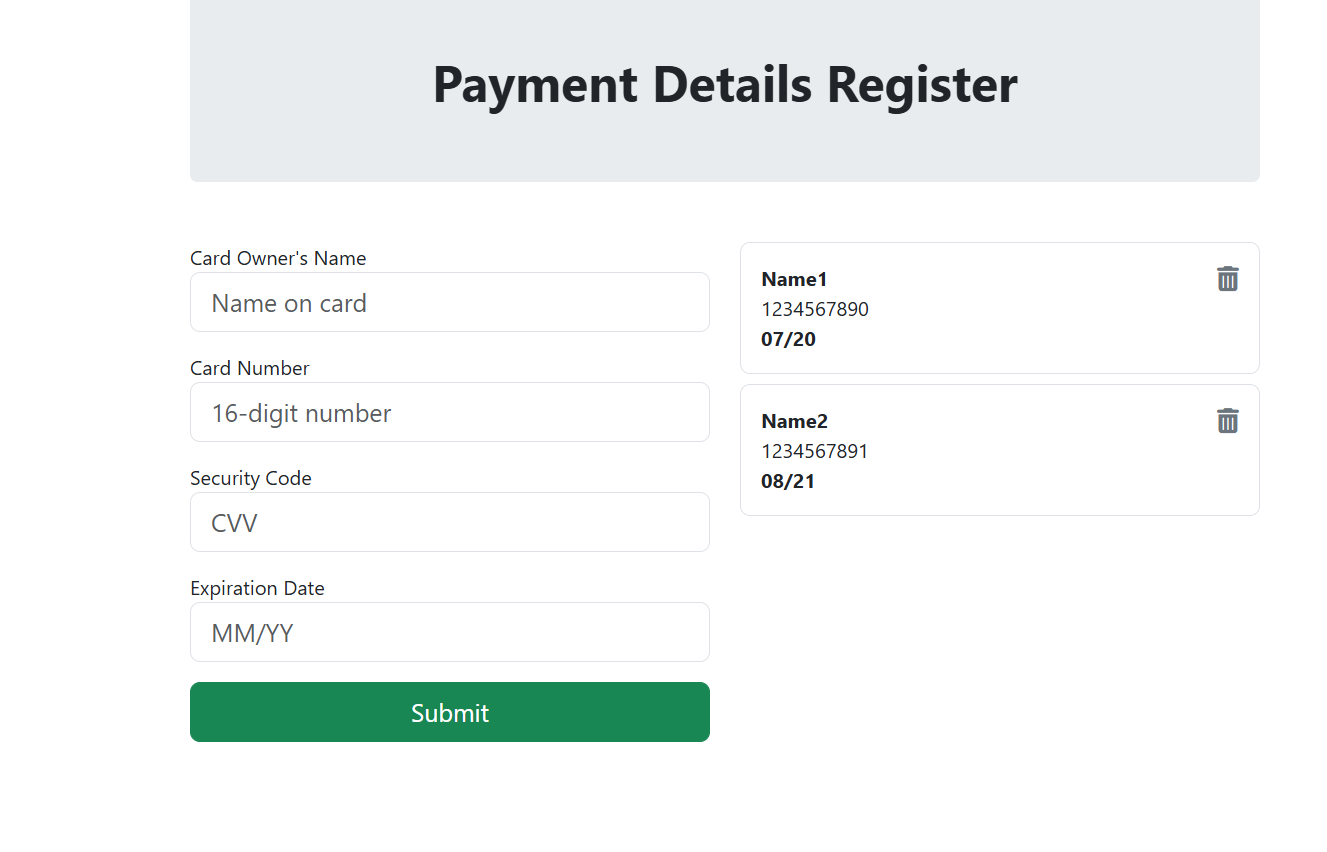 Payment Details Register
Card Owner's Name
Name on card
Card Number
16-digit number
Security Code
CVV
Expiration Date
MM/YY
Submit
Name1
1234567890
07/20
Name2
1234567891
08/21